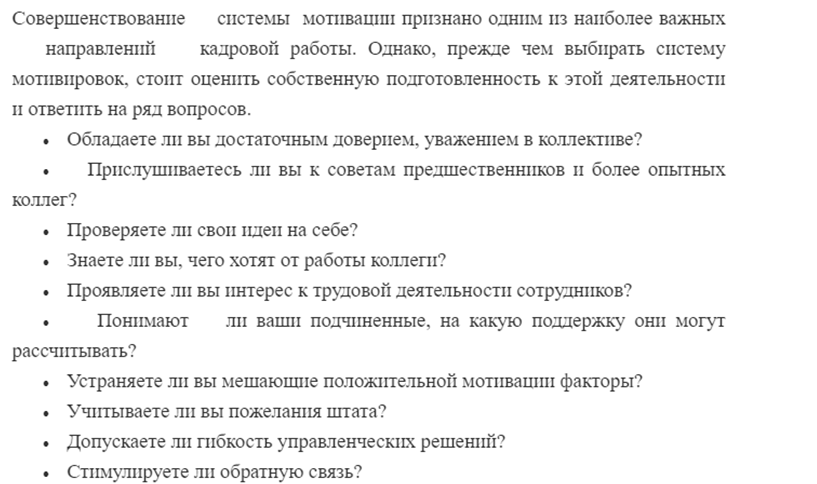 Совершенствование системы мотивации признано одним из наиболее важных
направлений кадровой работы. Однако, прежде чем выбирать систему
мотивировок, стоит оценить собственную подготовленность к этой деятельности
и ответить на ряд вопросов.
• Обладаете ли вы достаточным доверием, уважением в коллективе?
• Прислушиваетесь ли вы к советам предшественников и более опытных
коллег?
• Проверяете ли свои идеи на себе?
• Знаете ли вы, чего хотят от работы коллеги?
• Проявляете ли вы интерес к трудовой деятельности сотрудников?
• Понимают ли ваши подчиненные, на какую поддержку они могут
рассчитывать?
• Устраняете ли вы мешающие положительной мотивации факторы?
• Учитываете ли вы пожелания штата?
• Допускаете ли гибкость управленческих решений?
• Стимулируете ли обратную связь?